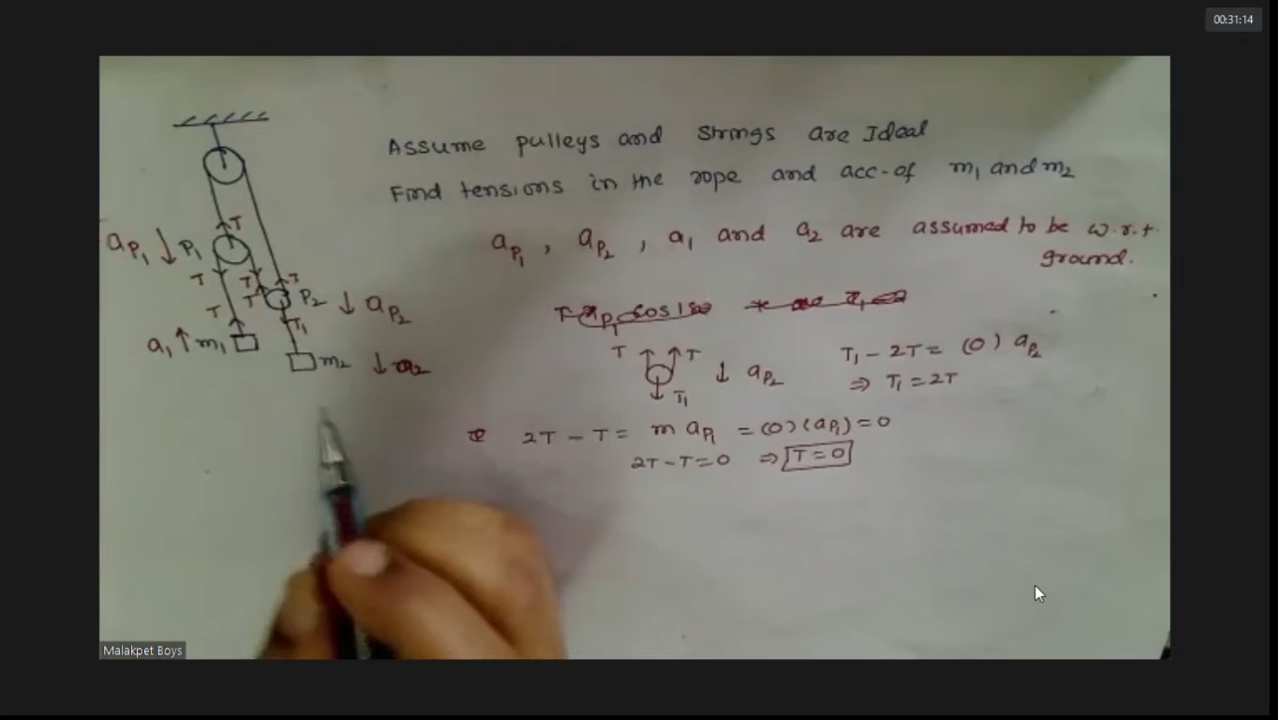 00:31:14
Assume pulleys and strings are Ideal
Find tensions in the rope and acc. of m₁ and m₂
aP₁ , aP₂ , a₁ and a₂ are assumed to be w.r.t.
ground.
T
aP₁ ↓ P₁
T T T
T
P₂ ↓ aP₂
T T₁
a₁ ↑ m₁
m₂ ↓ a₂
T T
↓ aP₂
T₁
T₁ - 2T = (0) aP₂
⇒ T₁ = 2T
2T - T = m aP₁ = (0) (aP₁) = 0
2T - T = 0 ⇒ T = 0
Malakpet Boys